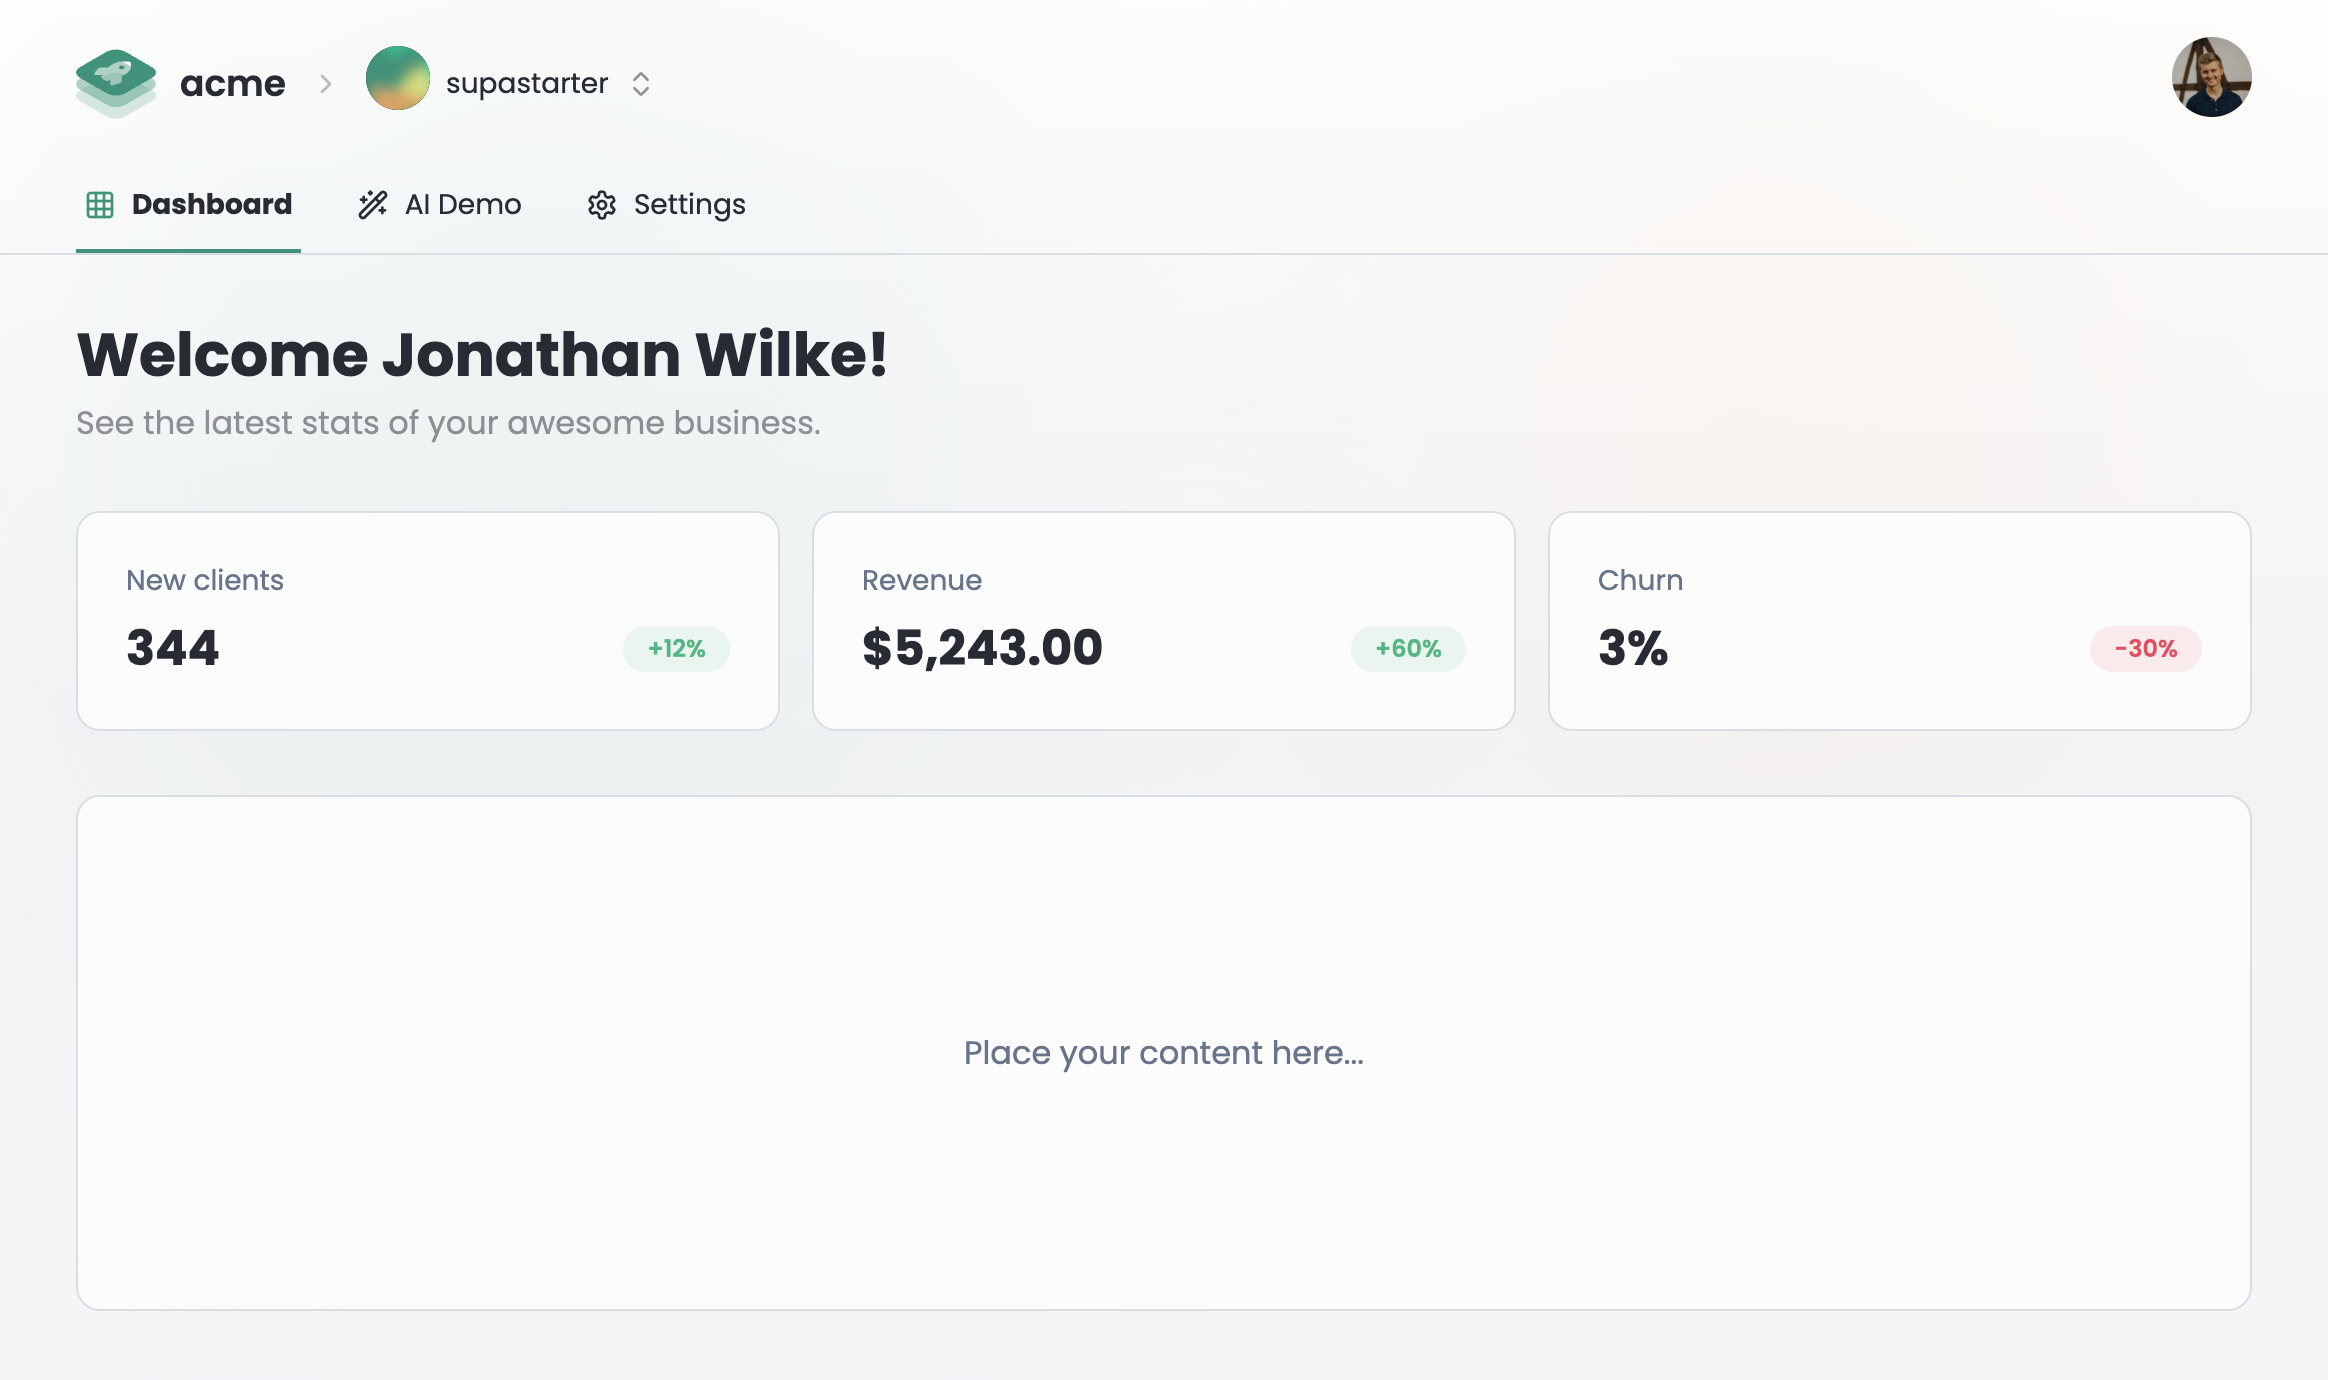 acme
supastarter
Dashboard
AI Demo
Settings
Welcome Jonathan Wilke!
See the latest stats of your awesome business.
New clients
344
+12%
Revenue
$5,243.00
+60%
Churn
3%
-30%
Place your content here...